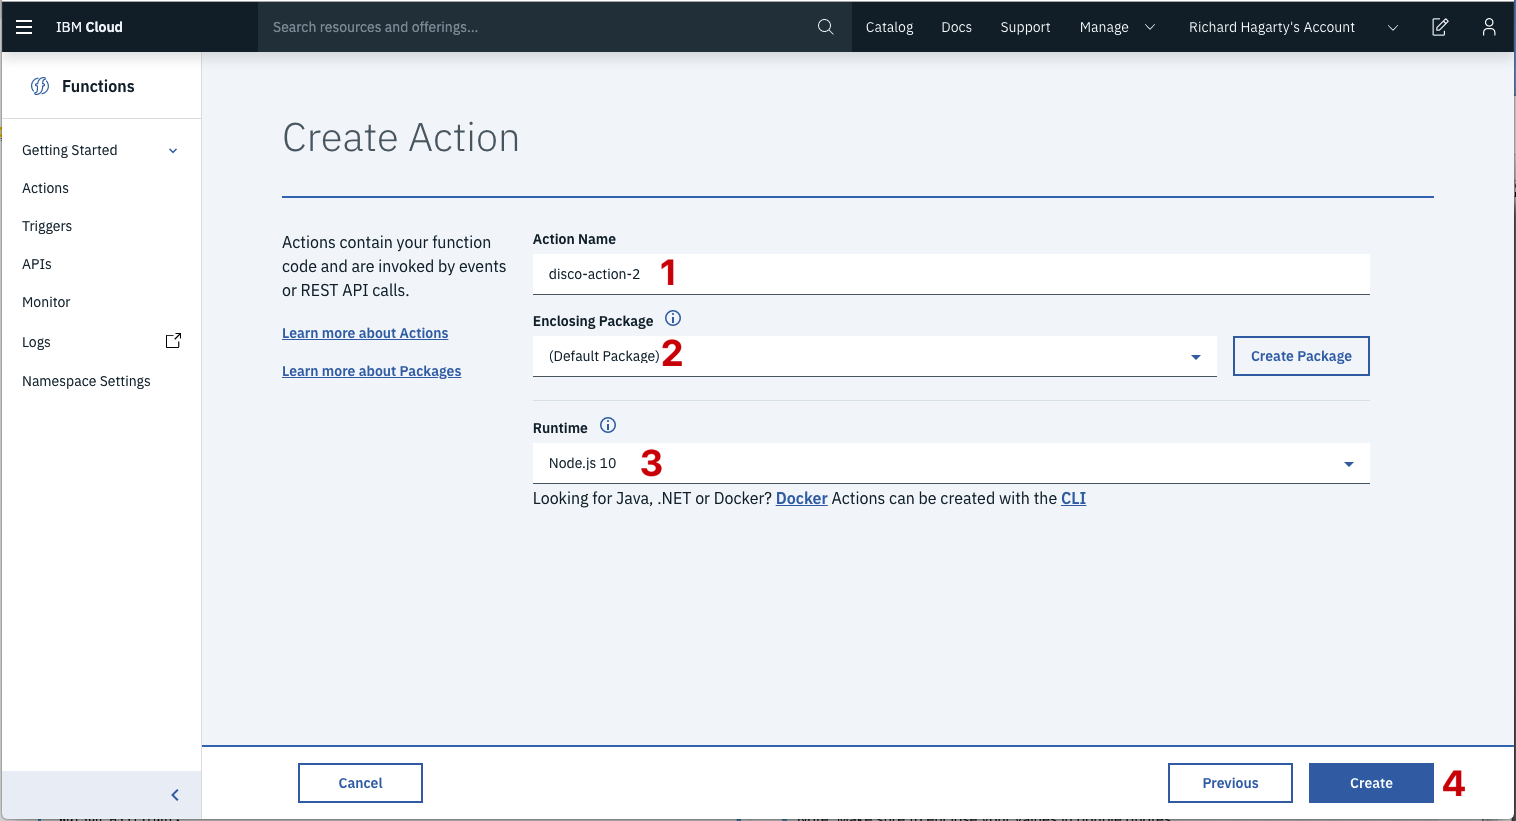 IBM Cloud
Search resources and offerings...
Catalog
Docs
Support
Manage
Richard Hagarty's Account
Functions
Getting Started
Actions
Triggers
APIs
Monitor
Logs
Namespace Settings
Create Action
Actions contain your function
code and are invoked by events
or REST API calls.
Learn more about Actions
Learn more about Packages
Action Name
disco-action-2 1
Enclosing Package
(Default Package) 2
Create Package
Runtime
Node.js 10 3
Looking for Java, .NET or Docker? Docker Actions can be created with the CLI
Cancel
Previous
Create 4